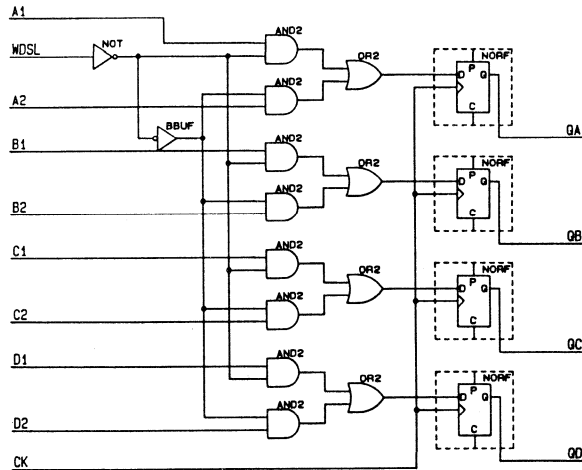 A1
AND2
WDSL
NOT
OR2
NORF
P
D
Q
C
AND2
A2
BBUF
QA
AND2
B1
OR2
NORF
P
D
Q
C
AND2
B2
QB
AND2
C1
OR2
NORF
P
D
Q
C
AND2
C2
QC
AND2
D1
OR2
NORF
P
D
Q
C
AND2
D2
QD
CK